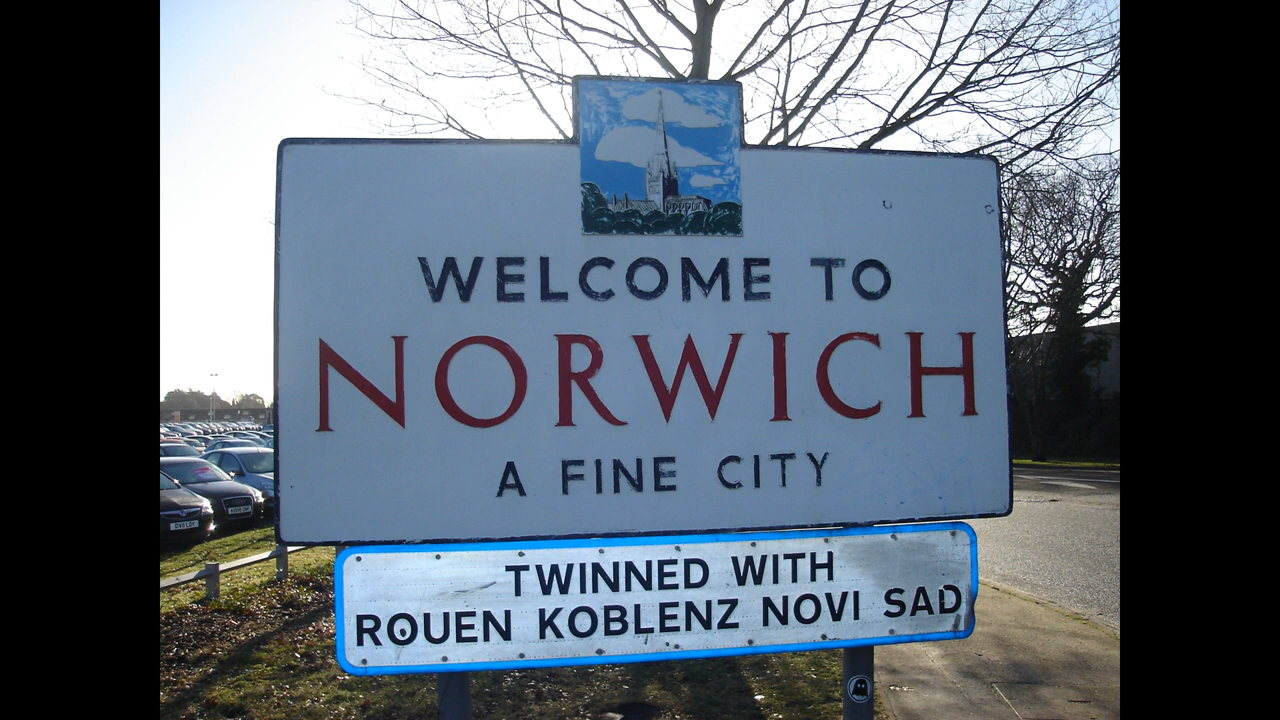 WELCOME TO
NORWICH
A FINE CITY
TWINNED WITH
ROUEN KOBLENZ NOVI SAD